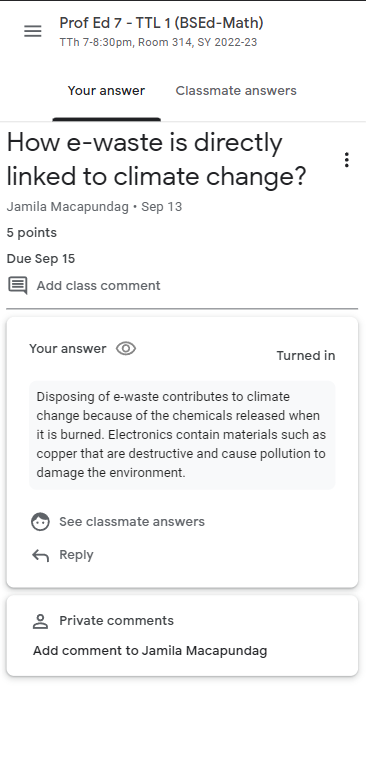 Prof Ed 7 - TTL 1 (BSEd-Math)
TTh 7-8:30pm, Room 314, SY 2022-23
Your answer
Classmate answers
How e-waste is directly
linked to climate change?
Jamila Macapundag • Sep 13
5 points
Due Sep 15
Add class comment
Your answer
Turned in
Disposing of e-waste contributes to climate
change because of the chemicals released when
it is burned. Electronics contain materials such as
copper that are destructive and cause pollution to
damage the environment.
See classmate answers
Reply
Private comments
Add comment to Jamila Macapundag